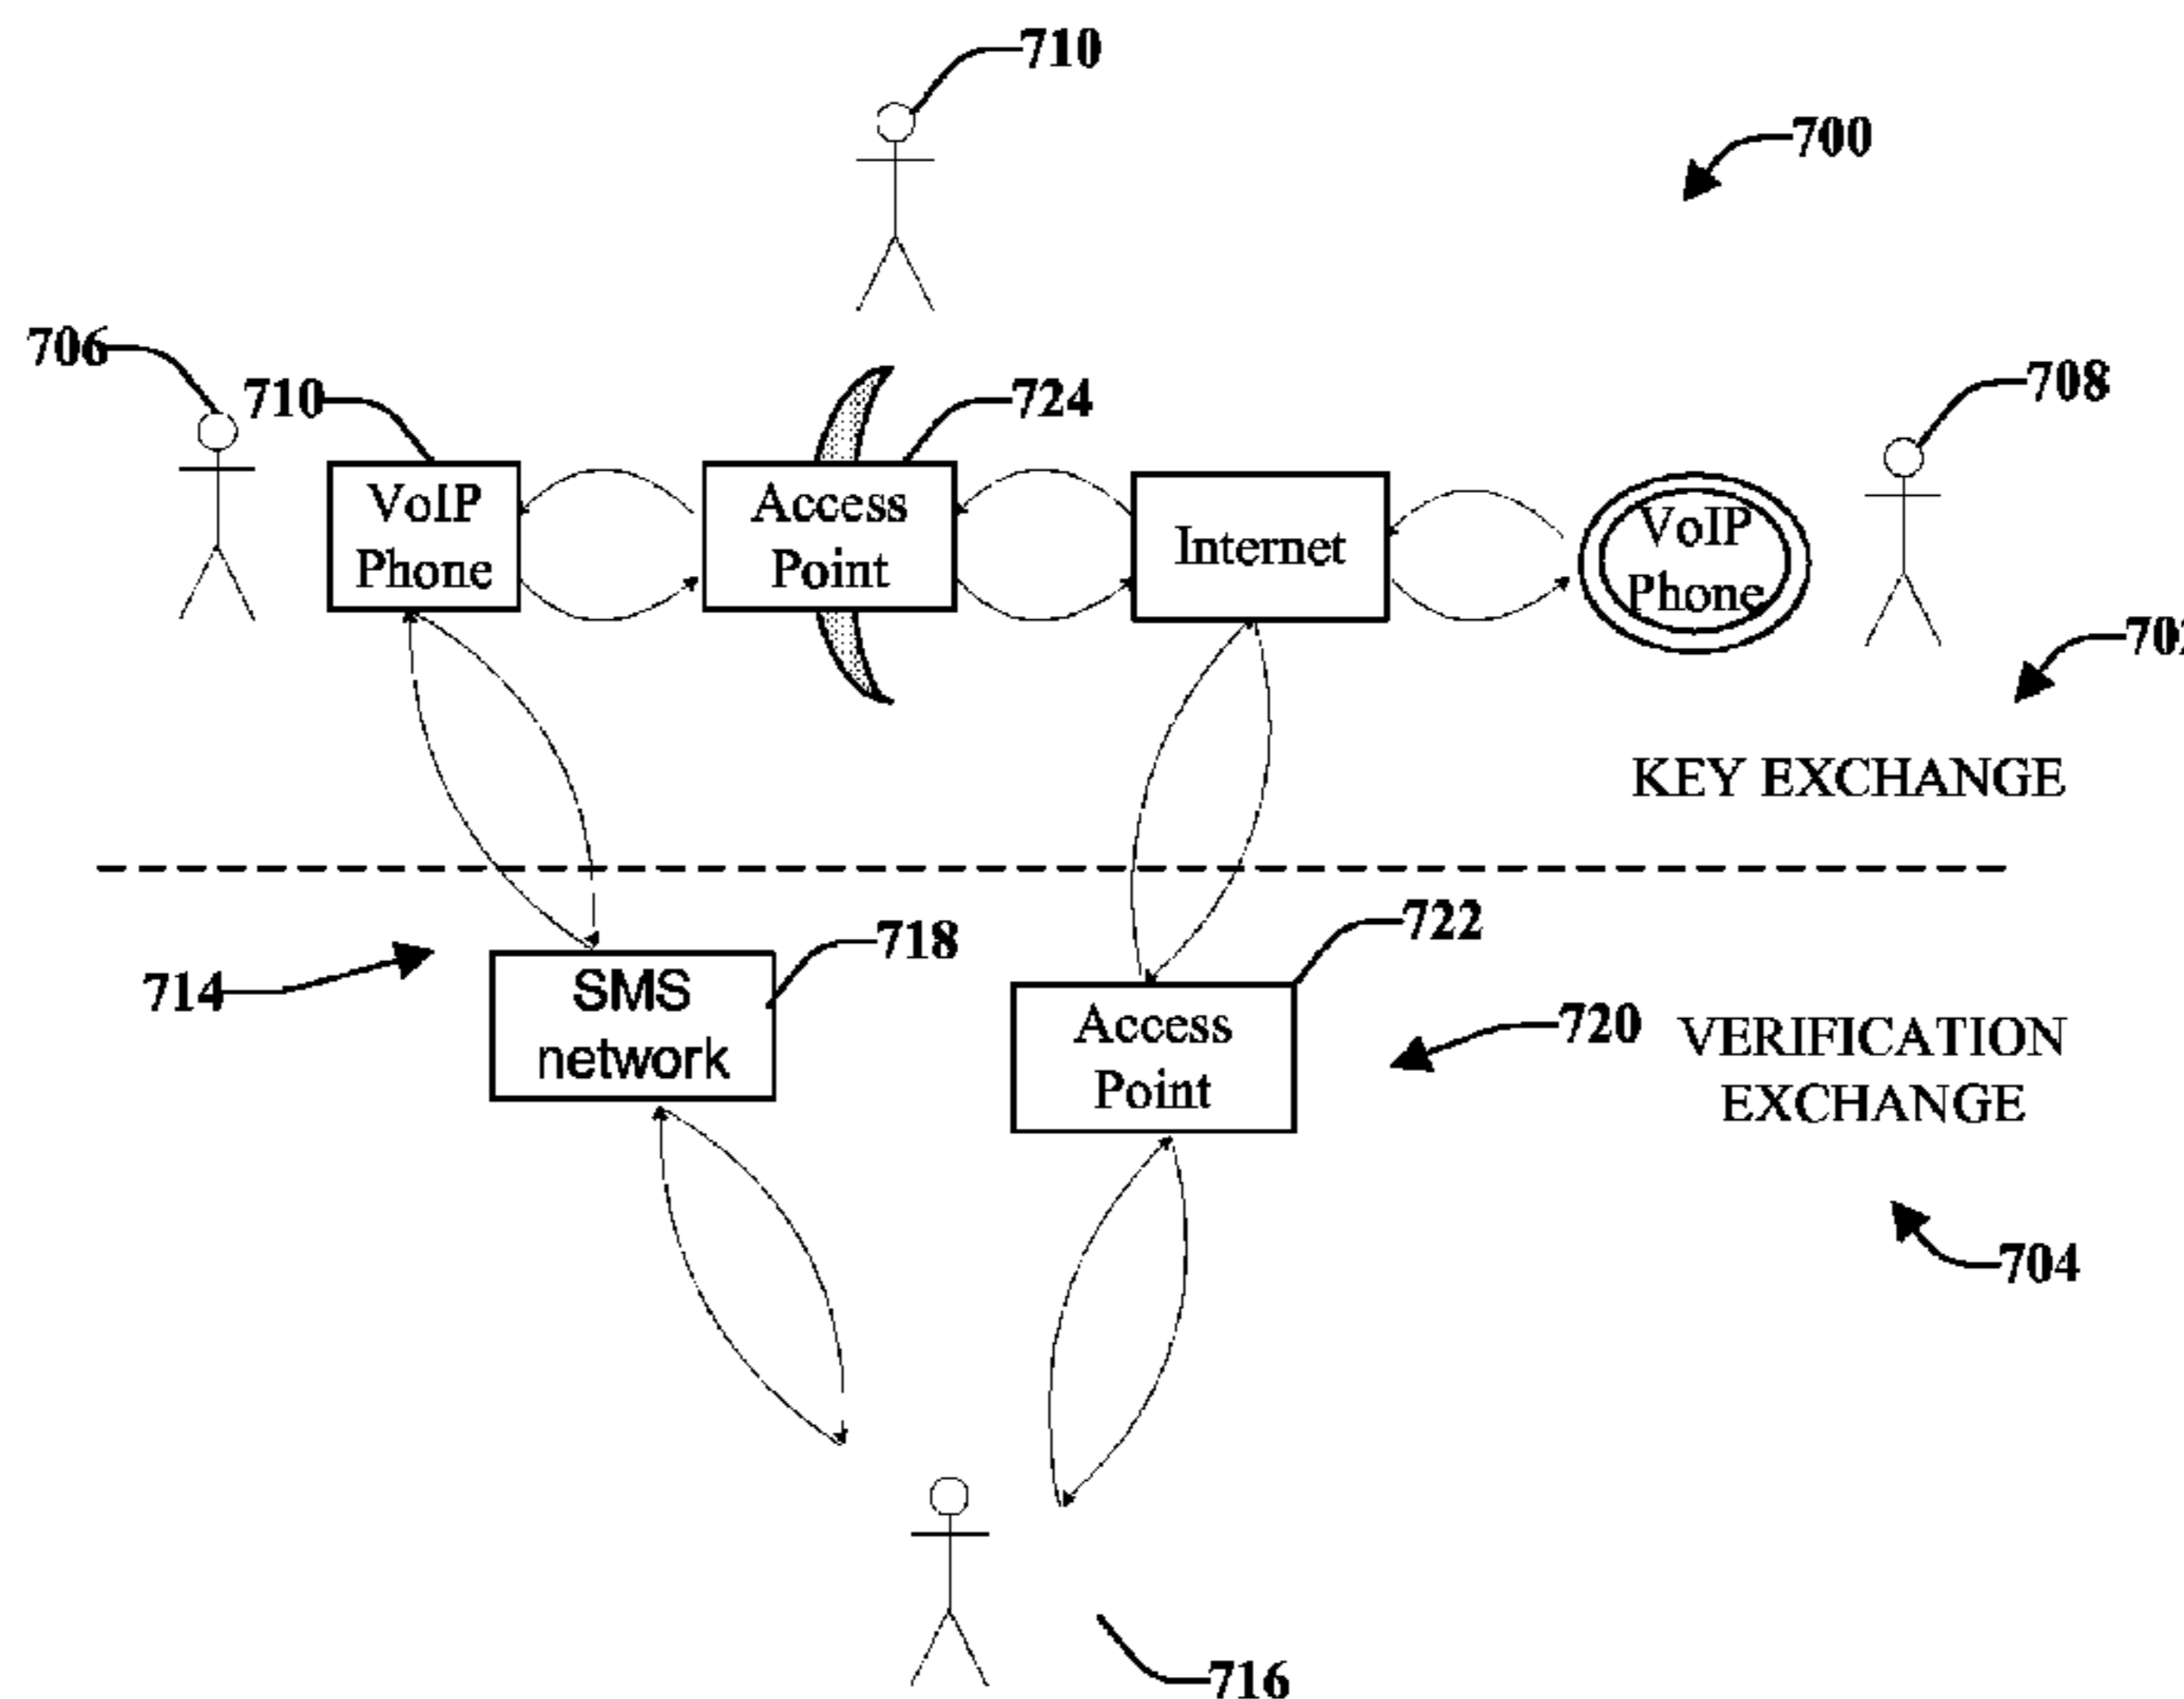 710
700
706
710
724
708
VoIP
Phone
Access
Point
Internet
VoIP
Phone
KEY EXCHANGE
714
718
722
720
SMS
network
Access
Point
VERIFICATION
EXCHANGE
704
716